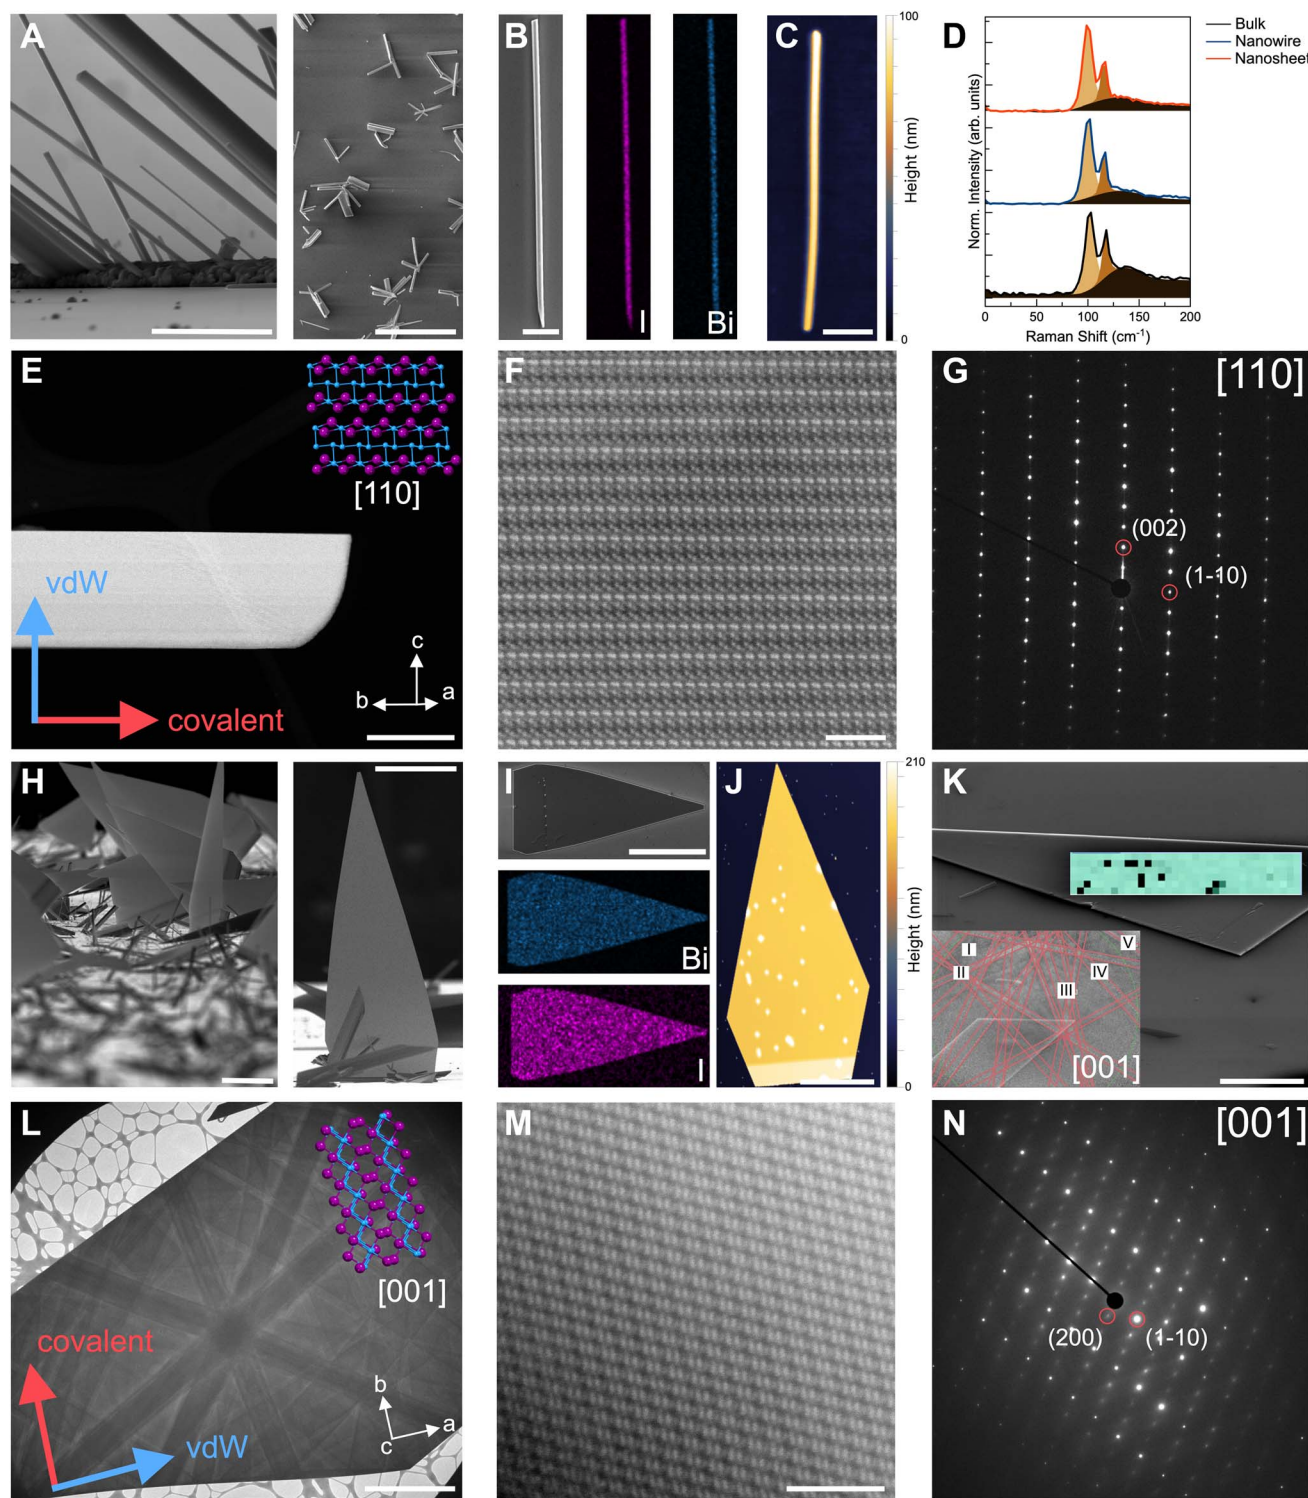 A
B
I
Bi
C
100
Height (nm)
0
D
Bulk
Nanowire
Nanosheet
Norm. Intensity (arb. units)
0
50
100
150
200
Raman Shift (cm⁻¹)
E
[110]
vdW
covalent
c
b
a
F
G
[110]
(002)
(1-10)
H
I
Bi
I
J
210
Height (nm)
0
K
I
II
III
IV
V
[001]
L
[001]
covalent
vdW
b
a
c
M
N
[001]
(200)
(1-10)